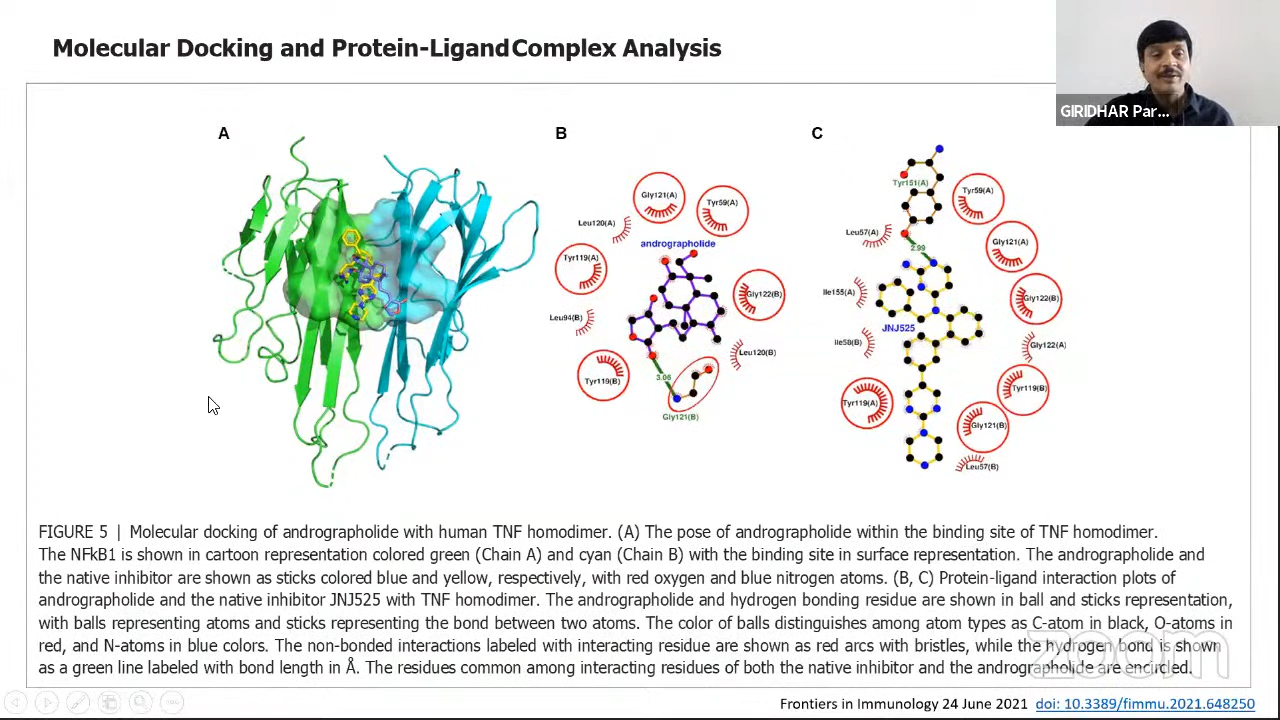 Molecular Docking and Protein-Ligand Complex Analysis
GIRIDHAR Par...
A
B
C
Gly121(A)
Tyr59(A)
Leu120(A)
andrographolide
Tyr119(A)
Gly122(B)
Leu94(B)
Leu120(B)
Tyr119(B)
3.06
Gly121(B)
Tyr151(A)
Tyr59(A)
Leu57(A)
2.99
Gly121(A)
Ile155(A)
Gly122(B)
JNJ525
Ile58(B)
Gly122(A)
Tyr119(B)
Tyr119(A)
Gly121(B)
Leu57(B)
FIGURE 5 | Molecular docking of andrographolide with human TNF homodimer. (A) The pose of andrographolide within the binding site of TNF homodimer.
The NFkB1 is shown in cartoon representation colored green (Chain A) and cyan (Chain B) with the binding site in surface representation. The andrographolide and
the native inhibitor are shown as sticks colored blue and yellow, respectively, with red oxygen and blue nitrogen atoms. (B, C) Protein-ligand interaction plots of
andrographolide and the native inhibitor JNJ525 with TNF homodimer. The andrographolide and hydrogen bonding residue are shown in ball and sticks representation,
with balls representing atoms and sticks representing the bond between two atoms. The color of balls distinguishes among atom types as C-atom in black, O-atoms in
red, and N-atoms in blue colors. The non-bonded interactions labeled with interacting residue are shown as red arcs with bristles, while the hydrogen bond is shown
as a green line labeled with bond length in Å. The residues common among interacting residues of both the native inhibitor and the andrographolide are encircled.
zoom
Frontiers in Immunology 24 June 2021 doi: 10.3389/fimmu.2021.648250